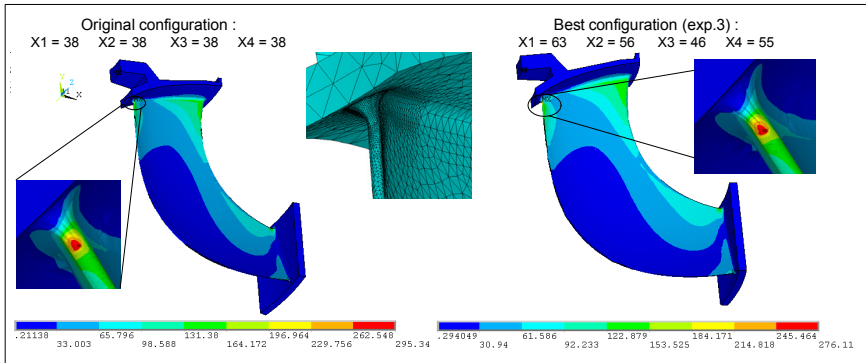 Original configuration :
X1 = 38 X2 = 38 X3 = 38 X4 = 38
Best configuration (exp.3) :
X1 = 63 X2 = 56 X3 = 46 X4 = 55
Y
Z
X
.21138 65.796 131.38 196.964 262.548
33.003 98.588 164.172 229.756 295.34
.294049 61.586 122.879 184.171 245.464
30.94 92.233 153.525 214.818 276.11